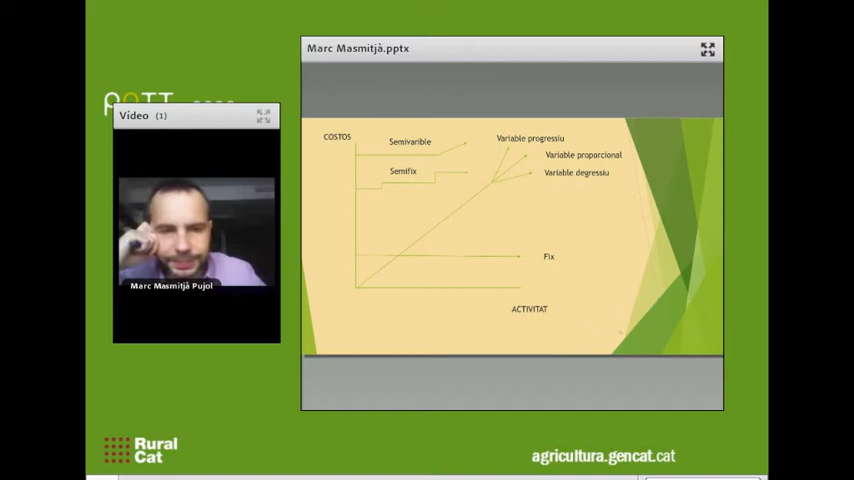 Marc Masmitjà.pptx
Vídeo (1)
COSTOS
Semivarible
Variable progressiu
Variable proporcional
Semifix
Variable degressiu
Fix
Marc Masmitjà Pujol
ACTIVITAT
Rural
Cat
agricultura.gencat.cat